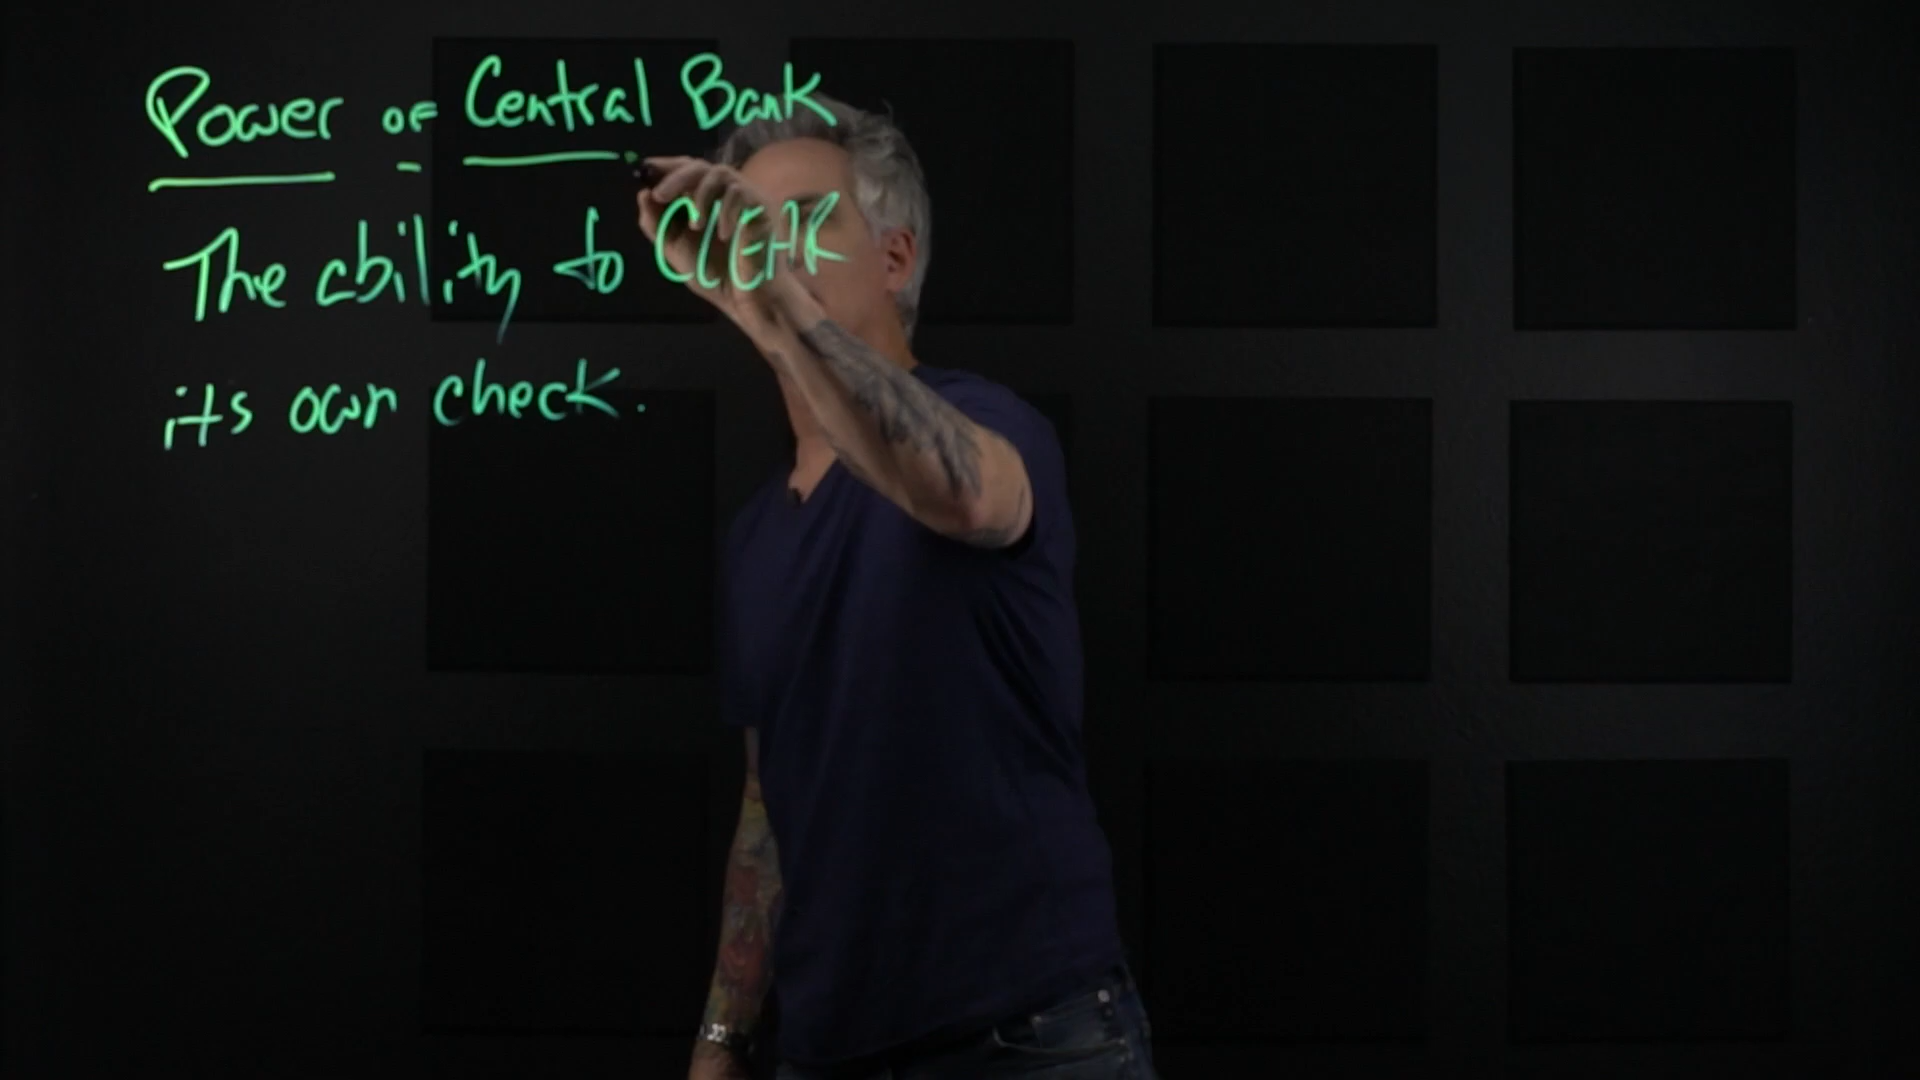 Power of Central Bank
The ability to CLEAR
its own check.